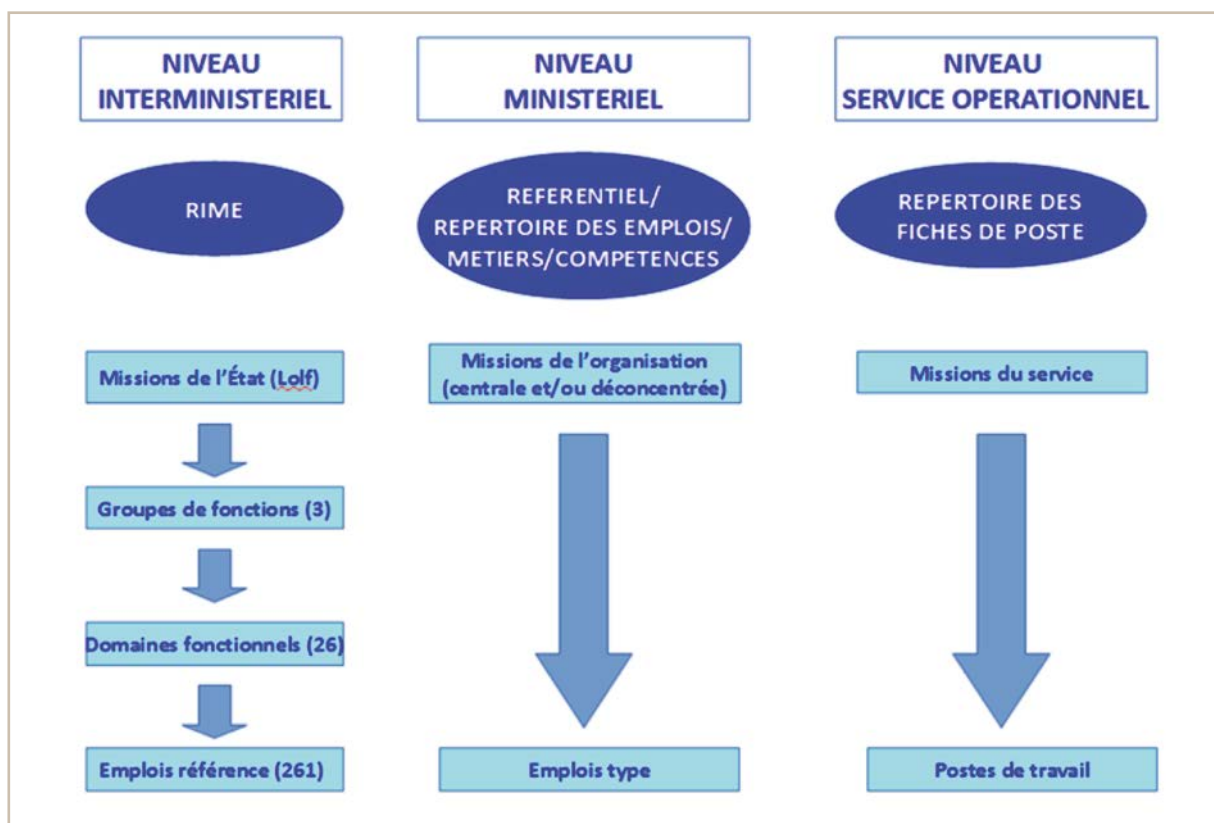 NIVEAU
INTERMINISTERIEL
RIME
Missions de l'État (Lolf)
Groupes de fonctions (3)
Domaines fonctionnels (26)
Emplois référence (261)
NIVEAU
MINISTERIEL
RÉFERENTIEL/
REPERTOIRE DES EMPLOIS/
METIERS/COMPETENCES
Missions de l'organisation
(centrale et/ou déconcentrée)
Emplois type
NIVEAU
SERVICE OPERATIONNEL
REPERTOIRE DES
FICHES DE POSTE
Missions du service
Postes de travail